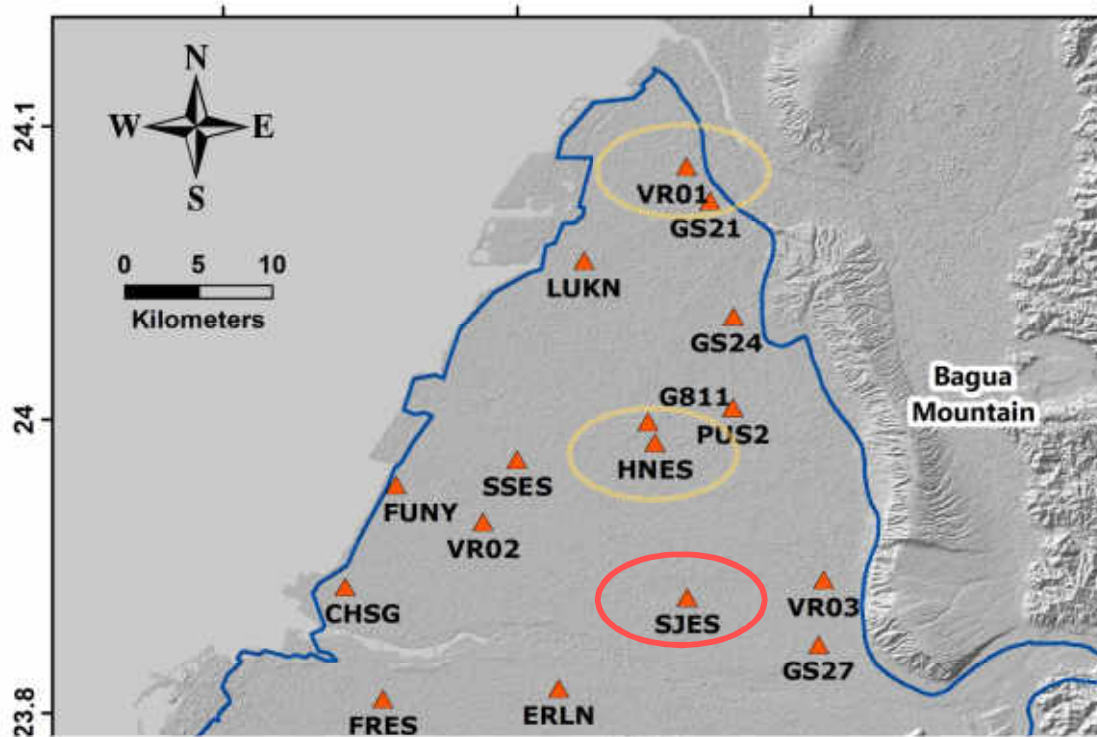 N
W E
S
0 5 10
Kilometers
24.1
24
23.8
VR01
GS21
LUKN
GS24
G811
PUS2
HNES
SSES
FUNY
VR02
CHSG
SJES
VR03
GS27
FRES
ERLN
Bagua
Mountain